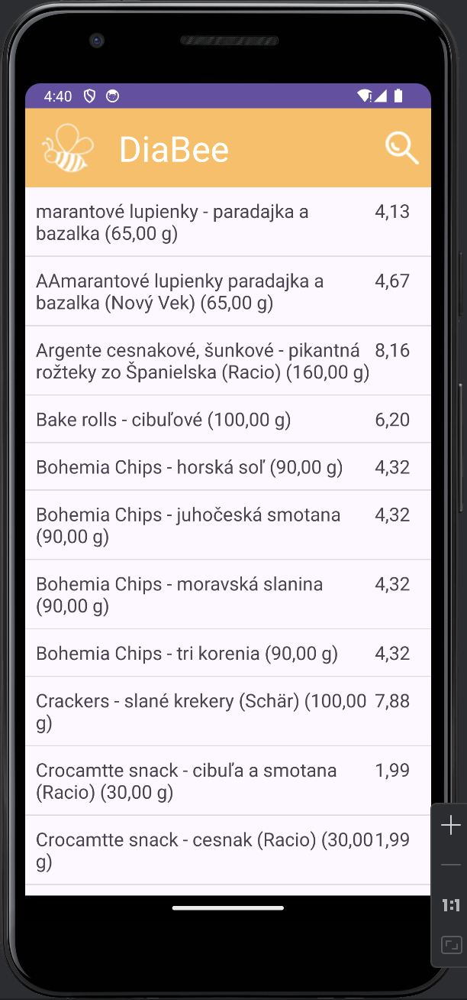 4:40
DiaBee
marantové lupienky - paradajka a 4,13
bazalka (65,00 g)
AAmarantové lupienky paradajka a 4,67
bazalka (Nový Vek) (65,00 g)
Argente cesnakové, šunkové - pikantná 8,16
rožteky zo Španielska (Racio) (160,00 g)
Bake rolls - cibuľové (100,00 g) 6,20
Bohemia Chips - horská soľ (90,00 g) 4,32
Bohemia Chips - juhočeská smotana 4,32
(90,00 g)
Bohemia Chips - moravská slanina 4,32
(90,00 g)
Bohemia Chips - tri korenia (90,00 g) 4,32
Crackers - slané krekery (Schär) (100,00 7,88
g)
Crocamtte snack - cibuľa a smotana 1,99
(Racio) (30,00 g)
Crocamtte snack - cesnak (Racio) (30,00 1,99
g)
1:1